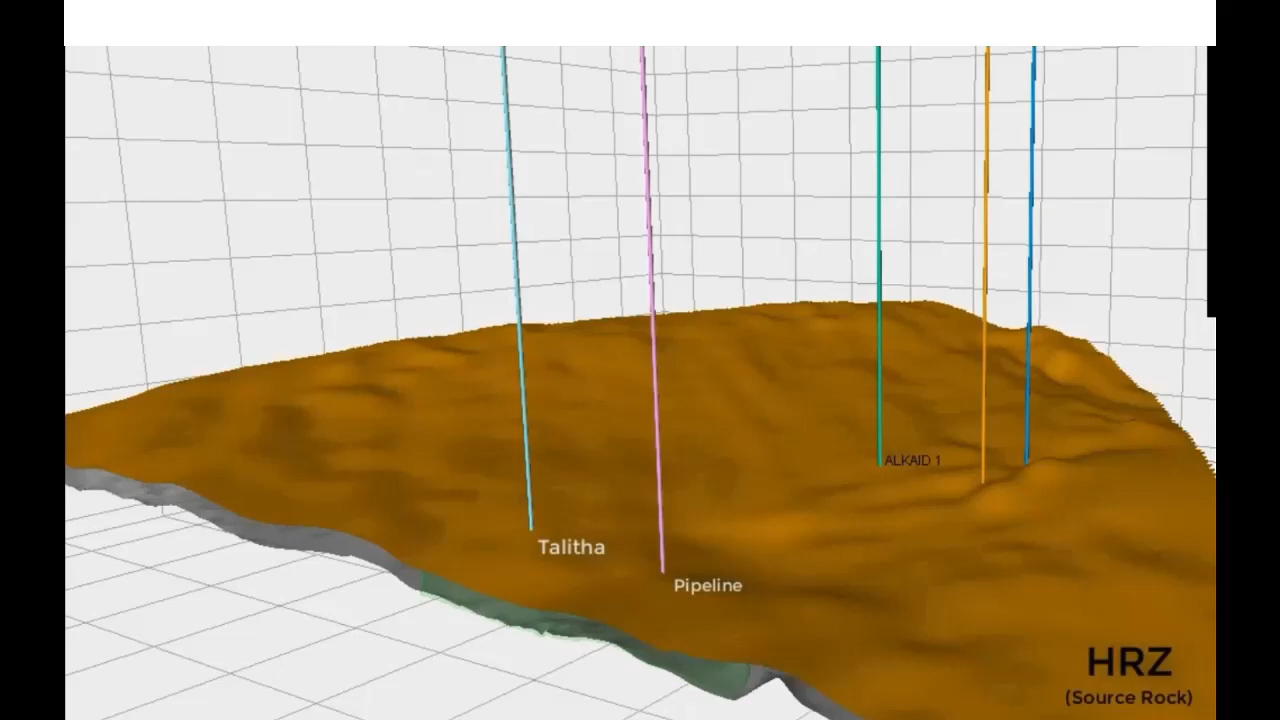 ALKAID 1
Talitha
Pipeline
HRZ
(Source Rock)